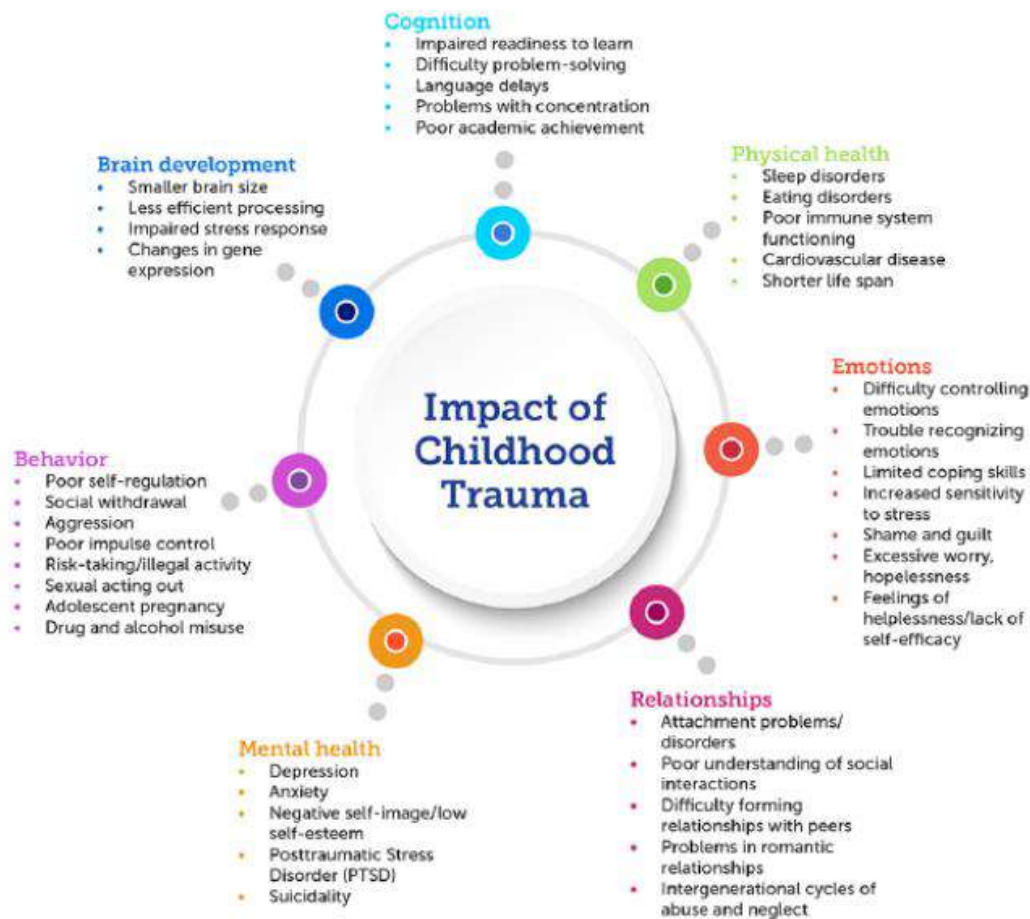 Cognition
• Impaired readiness to learn
• Difficulty problem-solving
• Language delays
• Problems with concentration
• Poor academic achievement
Physical health
• Sleep disorders
• Eating disorders
• Poor immune system
functioning
• Cardiovascular disease
• Shorter life span
Emotions
• Difficulty controlling
emotions
• Trouble recognizing
emotions
• Limited coping skills
• Increased sensitivity
to stress
• Shame and guilt
• Excessive worry,
hopelessness
• Feelings of
helplessness/lack of
self-efficacy
Relationships
• Attachment problems/
disorders
• Poor understanding of social
interactions
• Difficulty forming
relationships with peers
• Problems in romantic
relationships
• Intergenerational cycles of
abuse and neglect
Mental health
• Depression
• Anxiety
• Negative self-image/low
self-esteem
• Posttraumatic Stress
Disorder (PTSD)
• Suicidality
Behavior
• Poor self-regulation
• Social withdrawal
• Aggression
• Poor impulse control
• Risk-taking/illegal activity
• Sexual acting out
• Adolescent pregnancy
• Drug and alcohol misuse
Brain development
• Smaller brain size
• Less efficient processing
• Impaired stress response
• Changes in gene
expression
Impact of
Childhood
Trauma